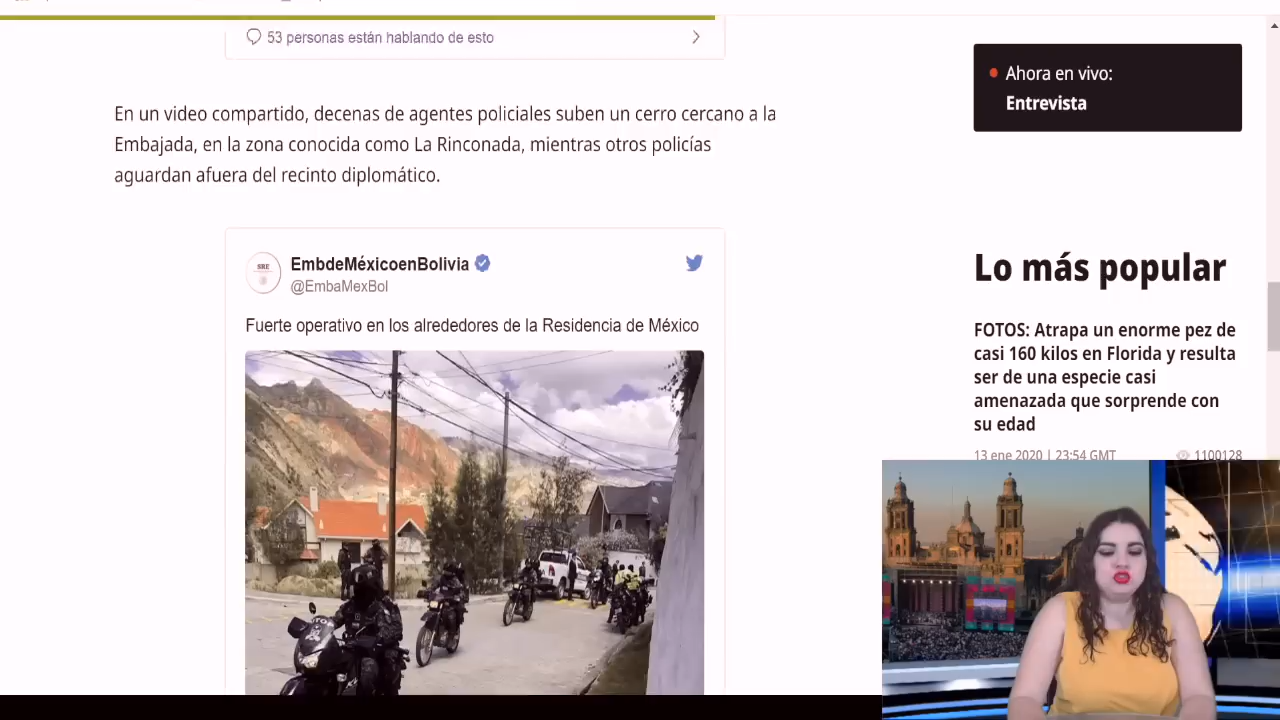 53 personas están hablando de esto
En un video compartido, decenas de agentes policiales suben un cerro cercano a la
Embajada, en la zona conocida como La Rinconada, mientras otros policías
aguardan afuera del recinto diplomático.
SRE
EmbdeMéxicoenBolivia
@EmbaMexBol
Fuerte operativo en los alrededores de la Residencia de México
Ahora en vivo:
Entrevista
Lo más popular
FOTOS: Atrapa un enorme pez de
casi 160 kilos en Florida y resulta
ser de una especie casi
amenazada que sorprende con
su edad
13 ene 2020 | 23:54 GMT
1100128